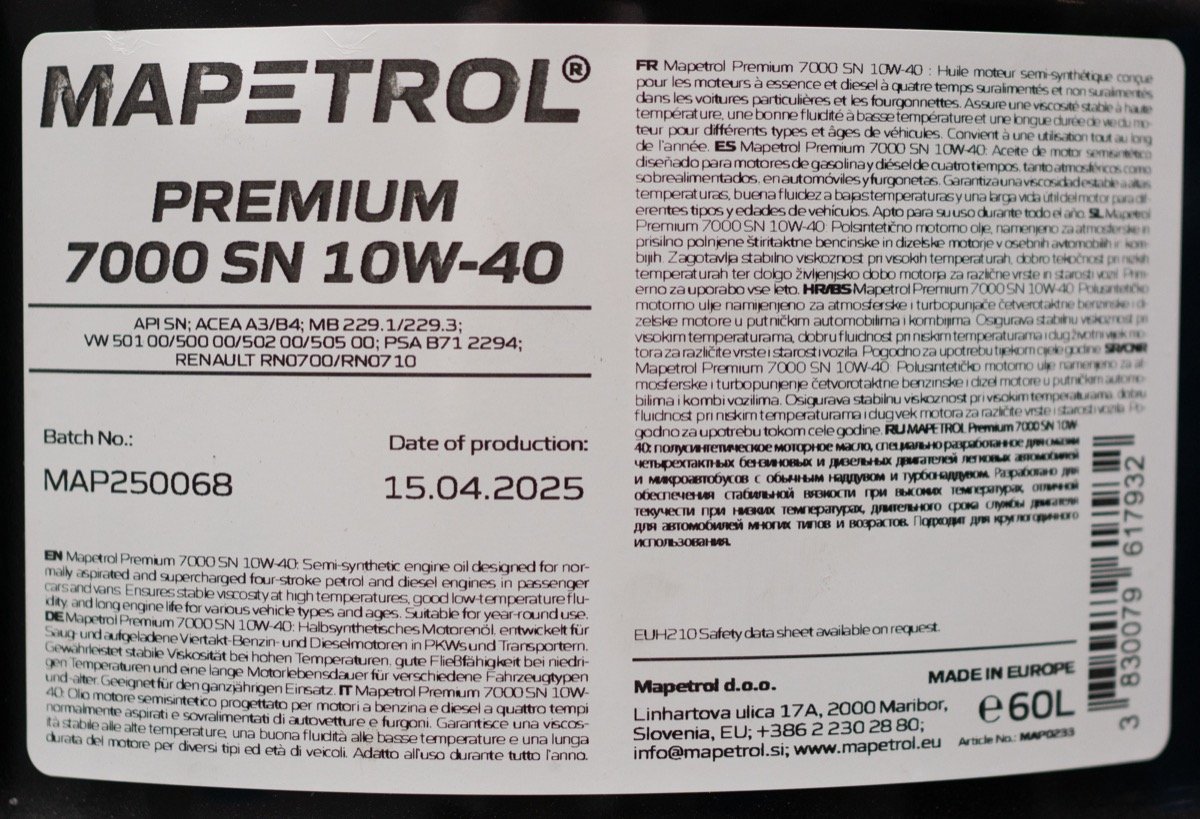 MAPETROL®
PREMIUM
7000 SN 10W-40
API SN; ACEA A3/B4; MB 229.1/229.3;
VW 501 00/500 00/502 00/505 00; PSA B71 2294;
RENAULT RN0700/RN0710
Batch No.:
MAP250068
Date of production:
15.04.2025
EN Mapetrol Premium 7000 SN 10W-40: Semi-synthetic engine oil designed for nor-
mally aspirated and supercharged four-stroke petrol and diesel engines in passenger
cars and vans. Ensures stable viscosity at high temperatures, good low-temperature flu-
idity, and long engine life for various vehicle types and ages. Suitable for year-round use.
DE Mapetrol Premium 7000 SN 10W-40: Halbsynthetisches Motorenöl, entwickelt für
Saug- und aufgeladene Viertakt-Benzin- und Dieselmotoren in PKWs und Transportern.
Gewährleistet stabile Viskosität bei hohen Temperaturen, gute Fließfähigkeit bei niedri-
gen Temperaturen und eine lange Motorlebensdauer für verschiedene Fahrzeugtypen
und -alter. Geeignet für den ganzjährigen Einsatz. IT Mapetrol Premium 7000 SN 10W-
40: Olio motore semisintetico progettato per motori a benzina e diesel a quattro tempi
normalmente aspirati e sovralimentati di autovetture e furgoni. Garantisce una viscos-
ità stabile alle alte temperature, una buona fluidità alle basse temperature e una lunga
durata del motore per diversi tipi ed età di veicoli. Adatto all'uso durante tutto l'anno.
FR Mapetrol Premium 7000 SN 10W-40 : Huile moteur semi-synthétique conçue
pour les moteurs à essence et diesel à quatre temps suralimentés et non suralimentés
dans les voitures particulières et les fourgonnettes. Assure une viscosité stable à haute
température, une bonne fluidité à basse température et une longue durée de vie du mo-
teur pour différents types et âges de véhicules. Convient à une utilisation tout au long
de l'année. ES Mapetrol Premium 7000 SN 10W-40: Aceite de motor semisintético
diseñado para motores de gasolina y diésel de cuatro tiempos, tanto atmosféricos como
sobrealimentados, en automóviles y furgonetas. Garantiza una viscosidad estable a altas
temperaturas, buena fluidez a bajas temperaturas y una larga vida útil del motor para dif-
erentes tipos y edades de vehículos. Apto para su uso durante todo el año. SL Mapetrol
Premium 7000 SN 10W-40: Polsintetično motorno olje, namenjeno za atmosferske in
prisilno polnjene štiritaktne bencinske in dizelske motorje v osebnih avtomobilih ir kom-
bijih. Zagotavlja stabilno viskoznost pri visokih temperaturah, dobro tekočnost pri nizkih
temperaturah ter dolgo življenjsko dobo motorja za različne vrste in starosti vozil. Prim-
erno za uporabo vse leto. HR/BS Mapetrol Premium 7000 SN 10W-40: Polusintetičko
motorno ulje namijenjeno za atmosferske i turbopunjače četverotaktne benzinske i di-
zelske motore u putničkim automobilima i kombijima. Osigurava stabilnu viskoznost pri
visokim temperaturama, dobru fluidnost pri niskim temperaturama i dug životni vijek mo-
tora za različite vrste i starosti vozila. Pogodno za upotrebu tijekom cijele godine. SR/CNR
Mapetrol Premium 7000 SN 10W-40: Polusintetičko motorno ulje namenjeno za at-
mosferske i turbopunjenje četvorotaktne benzinske i dizel motore u putničkim automo-
bilima i kombi vozilima. Osigurava stabilnu viskoznost pri visokim temperaturama, dobru
fluidnost pri niskim temperaturama i dug vek motora za različite vrste i starosti vozila. Po-
godno za upotrebu tokom cele godine. RU MAPETROL Premium 7000 SN 10W
40: полусинтетическое моторное масло, специально разработанное для смазки
четырехтактных бензиновых и дизельных двигателей легковых автомобилей
и микроавтобусов с обычным наддувом и турбонаддувом. Разработано для
обеспечения стабильной вязкости при высоких температурах, отличной
текучести при низких температурах, длительного срока службы двигателя
для автомобилей многих типов и возрастов. Подходит для круглогодичного
использования.
EUH210 Safety data sheet available on request.
Mapetrol d.o.o.
Linhartova ulica 17A, 2000 Maribor,
Slovenia, EU; +386 2 230 28 80;
info@mapetrol.si; www.mapetrol.eu
MADE IN EUROPE
℮60L
Article No.: MAP0233
3 830079 617932